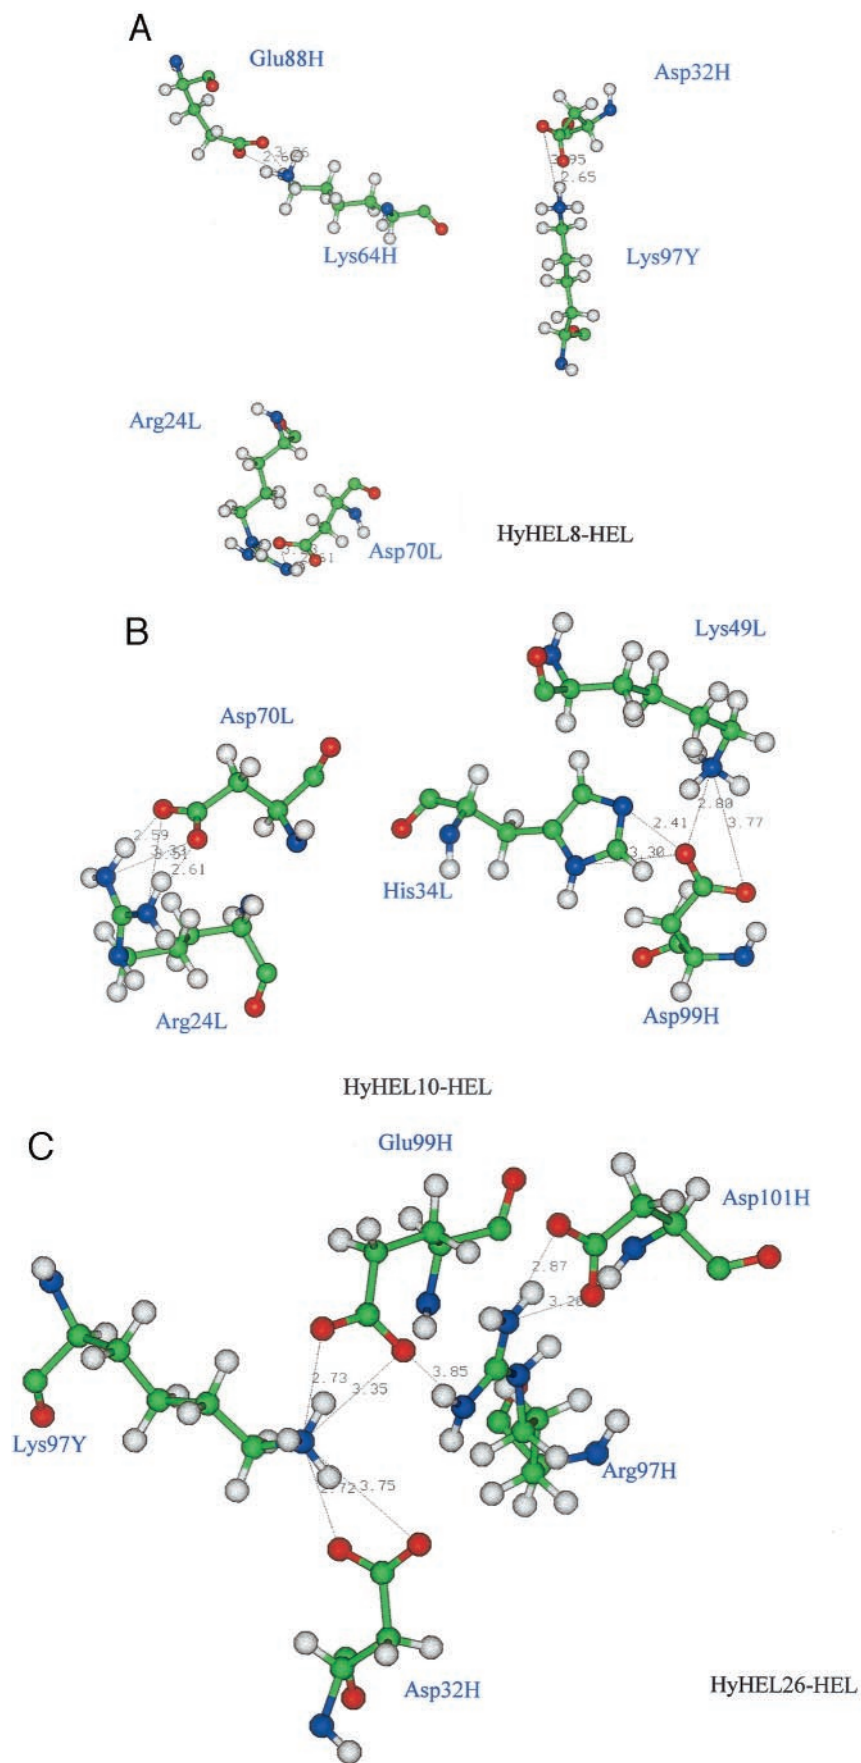 A
Glu88H
Asp32H
2.65
Lys64H
Lys97Y
Arg24L
Asp70L
HyHEL8-HEL
B
Lys49L
Asp70L
2.59
2.61
2.80
2.41
3.77
3.30
His34L
Arg24L
Asp99H
HyHEL10-HEL
C
Glu99H
Asp101H
2.87
2.73
3.35
3.85
Lys97Y
Arg97H
3.75
Asp32H
HyHEL26-HEL